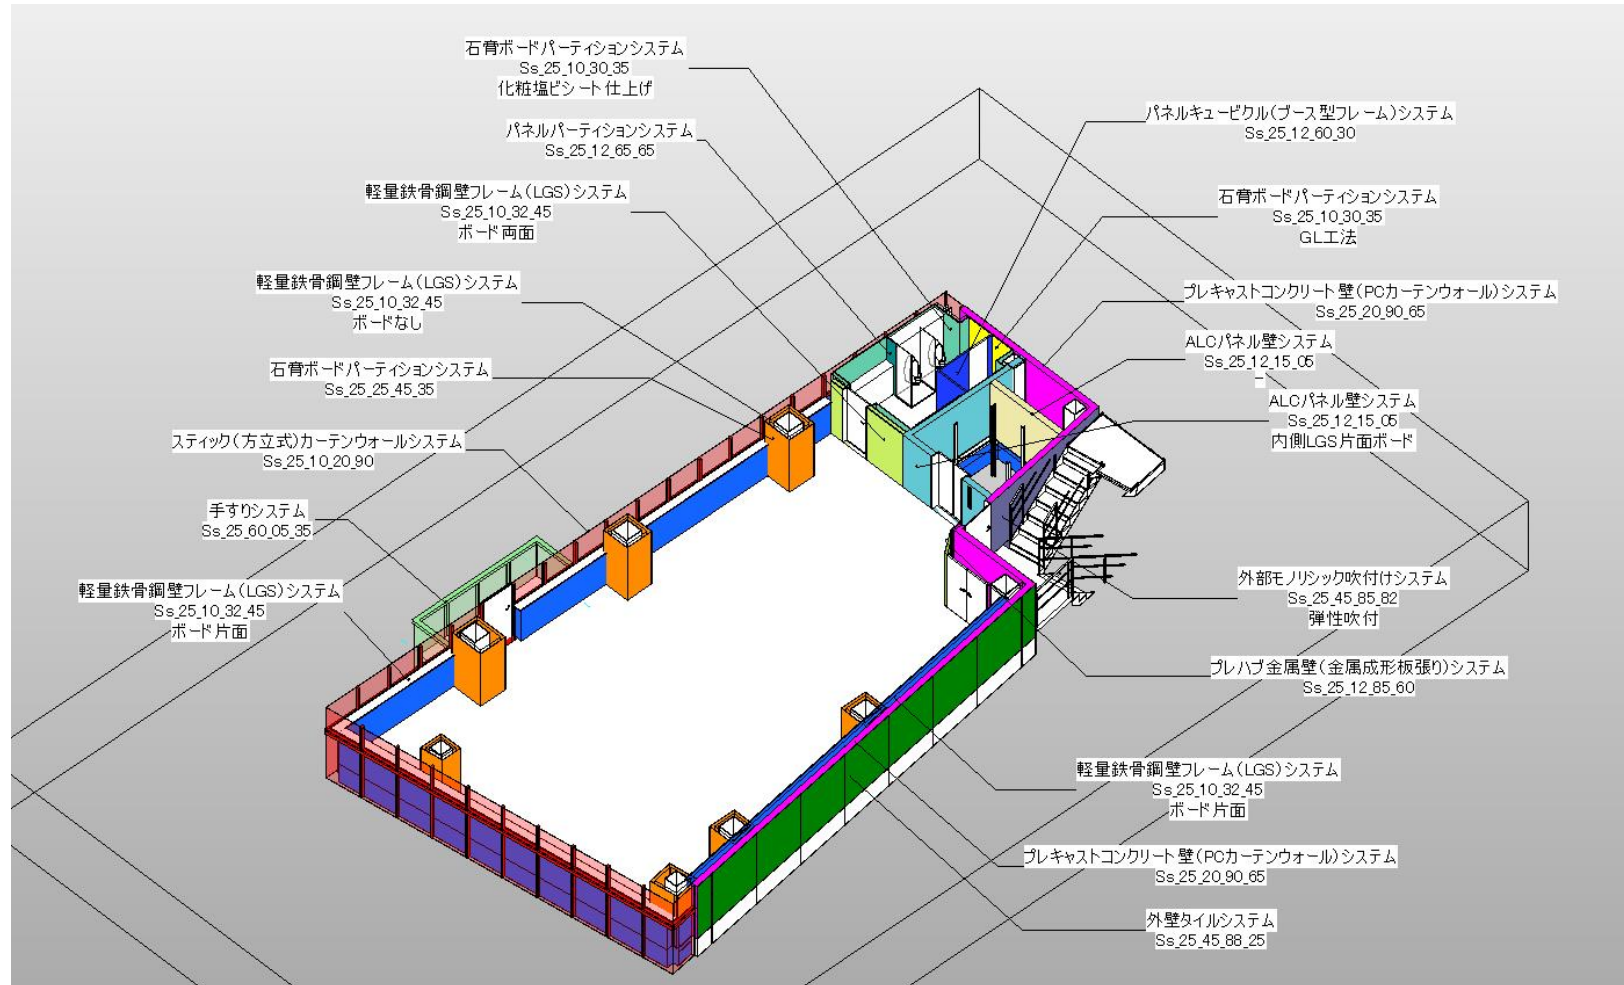 石膏ボードパーティションシステム
Ss_25_10_30_35
化粧塩ビシート仕上げ
パネルパーティションシステム
Ss_25_12_65_65
軽量鉄骨鋼壁フレーム(LGS)システム
Ss_25_10_32_45
ボード両面
軽量鉄骨鋼壁フレーム(LGS)システム
Ss_25_10_32_45
ボードなし
石膏ボードパーティションシステム
Ss_25_25_45_35
スティック(方立式)カーテンウォールシステム
Ss_25_10_20_90
手すりシステム
Ss_25_60_05_35
軽量鉄骨鋼壁フレーム(LGS)システム
Ss_25_10_32_45
ボード片面
パネルキュービクル(ブース型フレーム)システム
Ss_25_12_60_30
石膏ボードパーティションシステム
Ss_25_10_30_35
GL工法
プレキャストコンクリート壁(PCカーテンウォール)システム
Ss_25_20_90_65
ALCパネル壁システム
Ss_25_12_15_05
–
ALCパネル壁システム
Ss_25_12_15_05
内側LGS片面ボード
外部モノリシック吹付けシステム
Ss_25_45_85_82
弾性吹付
プレハブ金属壁(金属成形板張り)システム
Ss_25_12_85_60
軽量鉄骨鋼壁フレーム(LGS)システム
Ss_25_10_32_45
ボード片面
プレキャストコンクリート壁(PCカーテンウォール)システム
Ss_25_20_90_65
外壁タイルシステム
Ss_25_45_88_25